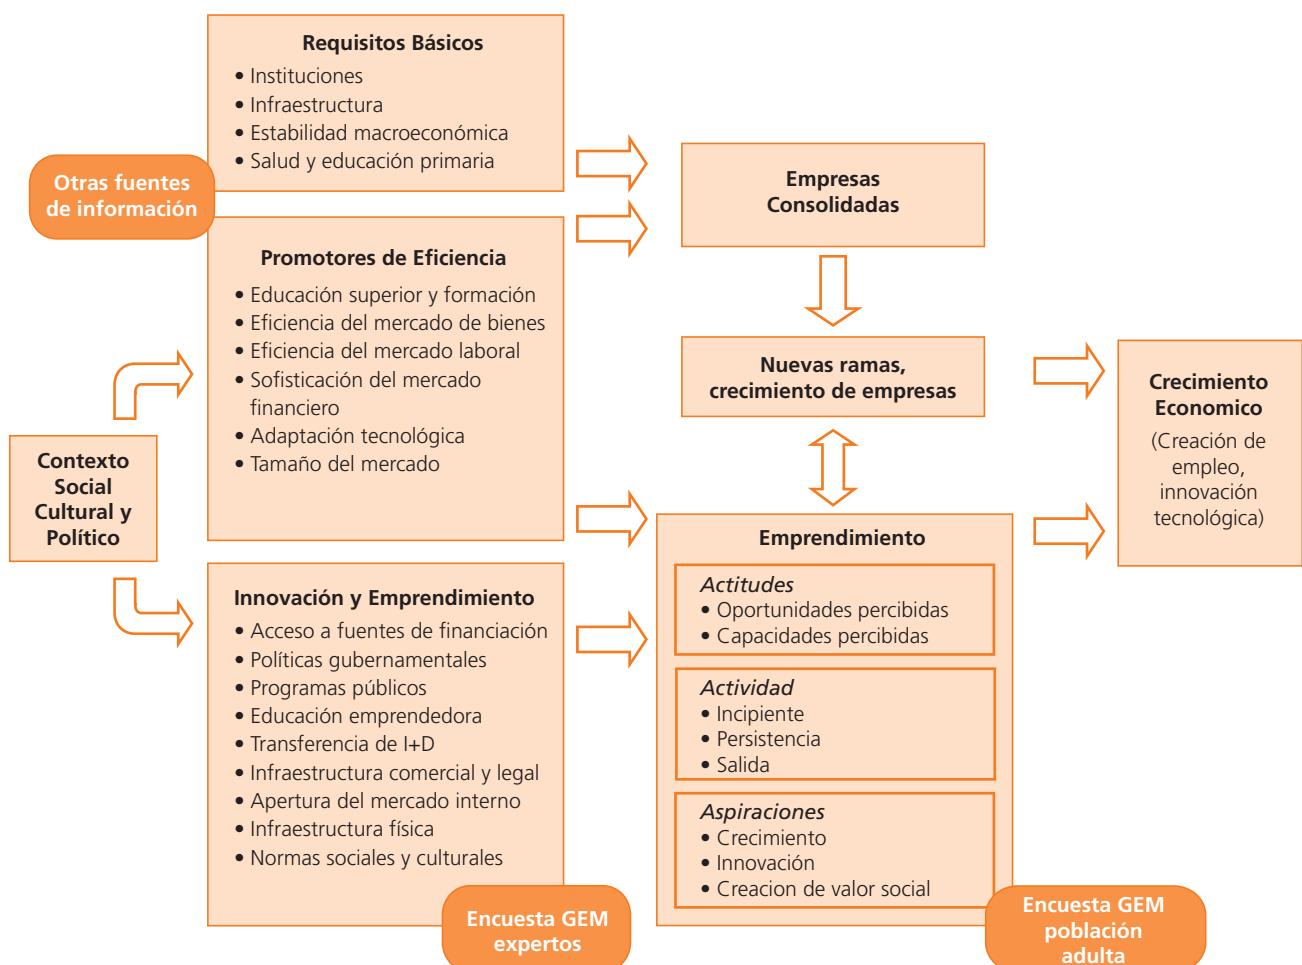 Requisitos Básicos
• Instituciones
• Infraestructura
• Estabilidad macroeconómica
• Salud y educación primaria
Otras fuentes
de información
Promotores de Eficiencia
• Educación superior y formación
• Eficiencia del mercado de bienes
• Eficiencia del mercado laboral
• Sofisticación del mercado
financiero
• Adaptación tecnológica
• Tamaño del mercado
Contexto
Social
Cultural y
Político
Innovación y Emprendimiento
• Acceso a fuentes de financiación
• Políticas gubernamentales
• Programas públicos
• Educación emprendedora
• Transferencia de I+D
• Infraestructura comercial y legal
• Apertura del mercado interno
• Infraestructura física
• Normas sociales y culturales
Encuesta GEM
expertos
Empresas
Consolidadas
Nuevas ramas,
crecimiento de empresas
Emprendimiento
Actitudes
• Oportunidades percibidas
• Capacidades percibidas
Actividad
• Incipiente
• Persistencia
• Salida
Aspiraciones
• Crecimiento
• Innovación
• Creacion de valor social
Encuesta GEM
población
adulta
Crecimiento
Economico
(Creación de
empleo,
innovación
tecnológica)